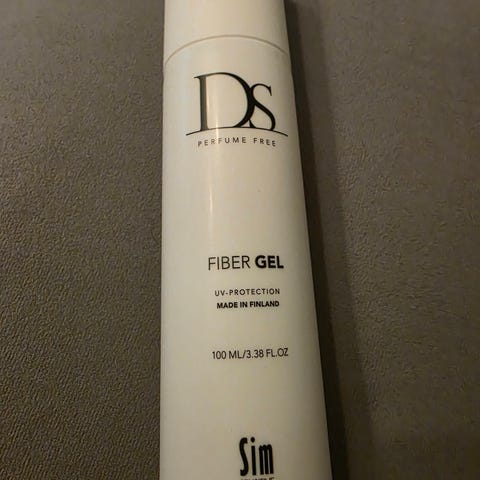 DS
PERFUME FREE
FIBER GEL
UV-PROTECTION
MADE IN FINLAND
100 ML/3.38 FL.OZ
Sim